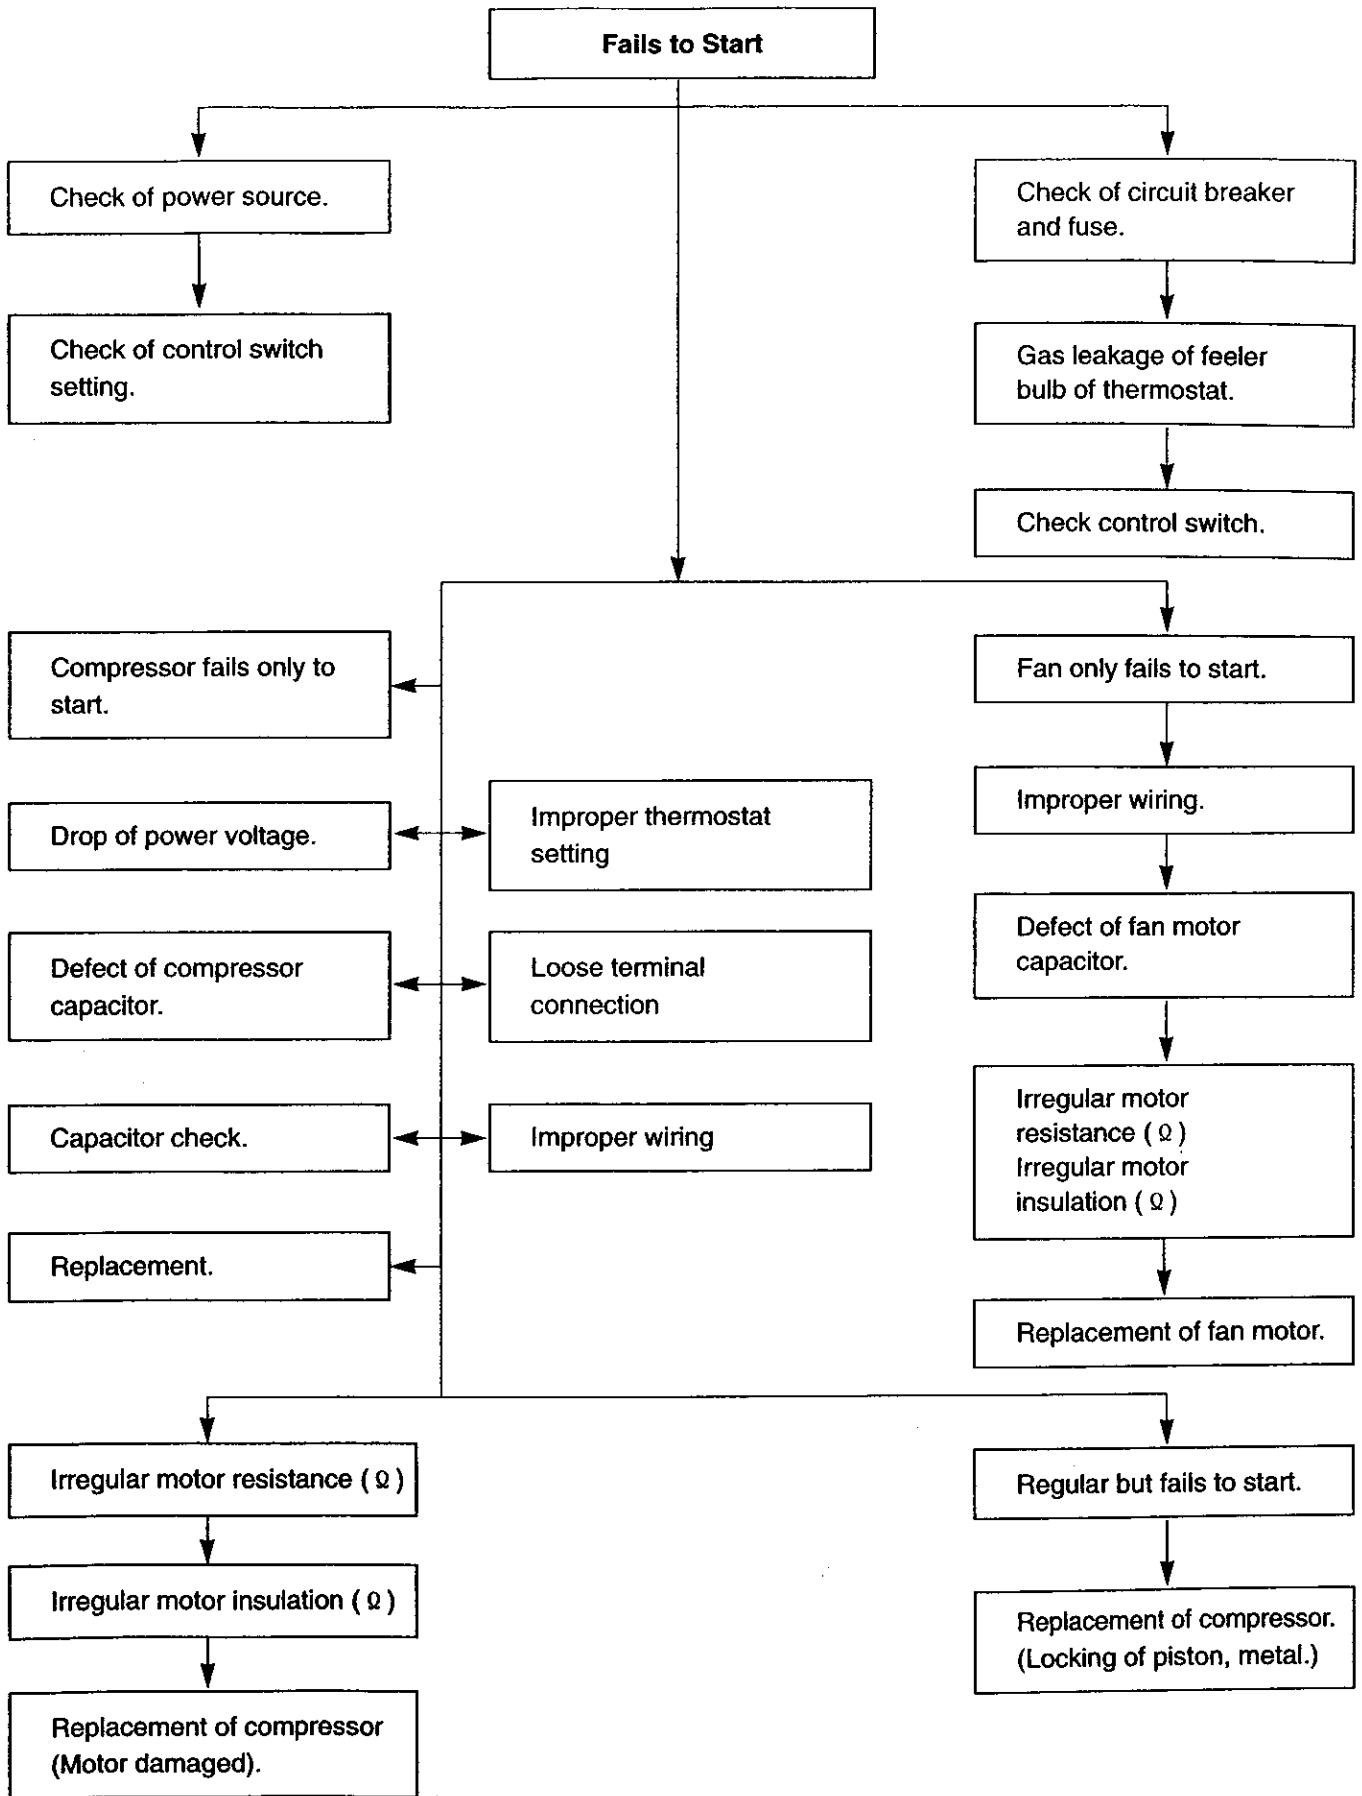 Fails to Start
Check of power source.
Check of circuit breaker
and fuse.
Check of control switch
setting.
Gas leakage of feeler
bulb of thermostat.
Check control switch.
Compressor fails only to
start.
Fan only fails to start.
Drop of power voltage.
Improper thermostat
setting
Improper wiring.
Defect of compressor
capacitor.
Loose terminal
connection
Defect of fan motor
capacitor.
Capacitor check.
Improper wiring
Irregular motor
resistance ( Ω )
Irregular motor
insulation ( Ω )
Replacement.
Replacement of fan motor.
Irregular motor resistance ( Ω )
Regular but fails to start.
Irregular motor insulation ( Ω )
Replacement of compressor.
(Locking of piston, metal.)
Replacement of compressor
(Motor damaged).